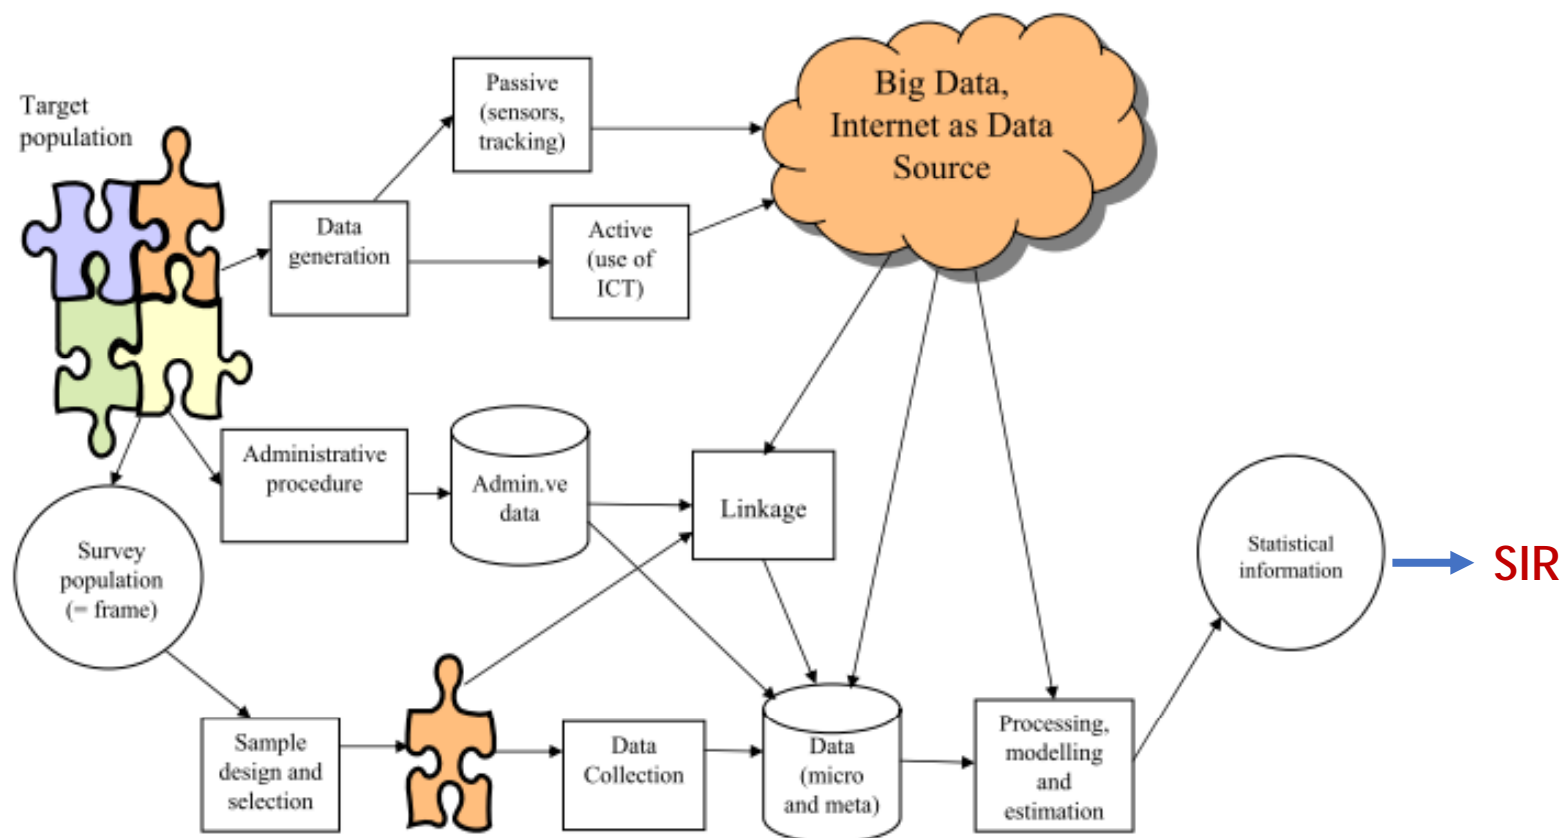 Target
population
Passive
(sensors,
tracking)
Big Data,
Internet as Data
Source
Data
generation
Active
(use of
ICT)
Administrative
procedure
Admin.ve
data
Linkage
Survey
population
(= frame)
Statistical
information
SIR
Sample
design and
selection
Data
Collection
Data
(micro
and meta)
Processing,
modelling
and
estimation